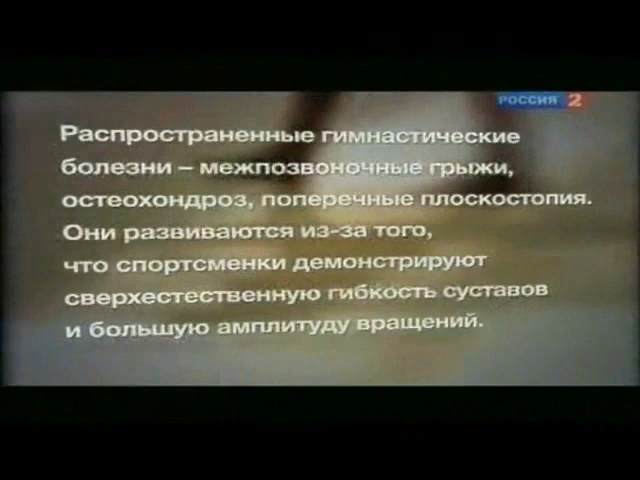 РОССИЯ 2
Распространенные гимнастические
болезни – межпозвоночные грыжи,
остеохондроз, поперечные плоскостопия.
Они развиваются из-за того,
что спортсменки демонстрируют
сверхестественную гибкость суставов
и большую амплитуду вращений.